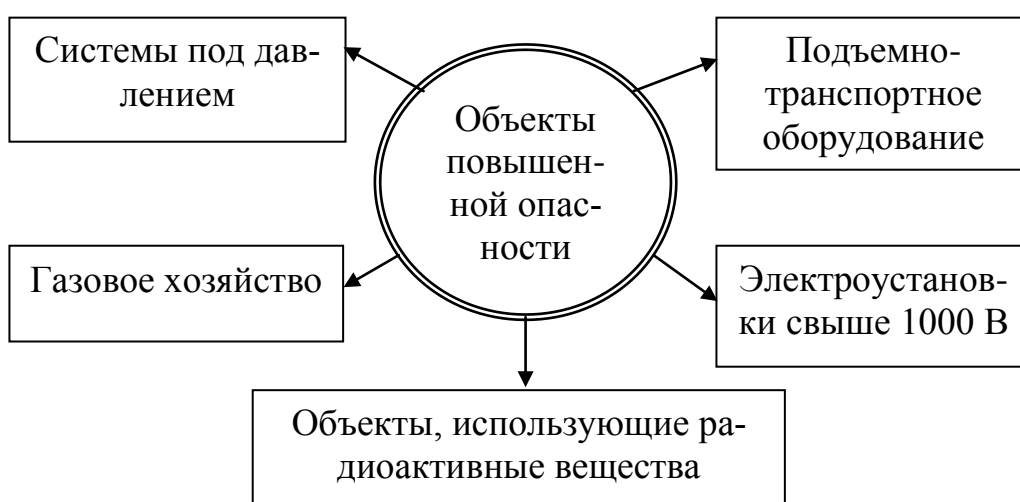 Системы под дав-
лением
Подъемно-
транспортное
оборудование
Объекты
повышен-
ной опас-
ности
Газовое хозяйство
Электроустанов-
ки свыше 1000 В
Объекты, использующие ра-
диоактивные вещества